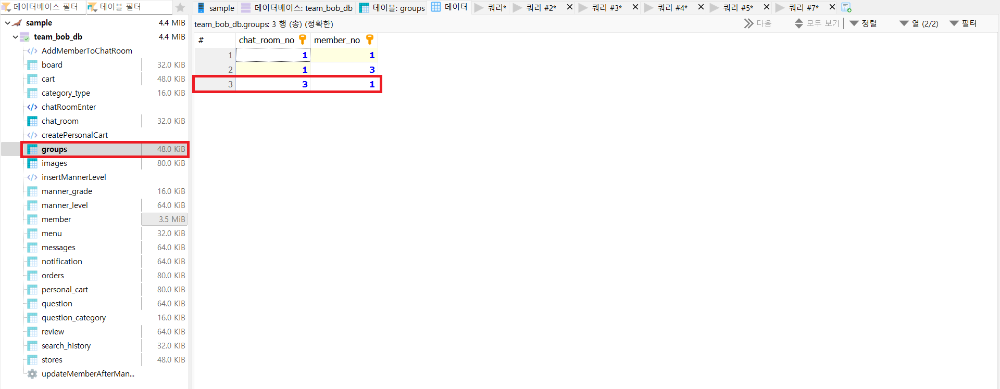 데이터베이스 필터 테이블 필터
sample 4.4 MiB
team_bob_db 4.4 MiB
AddMemberToChatRoom
board 32.0 KiB
cart 48.0 KiB
category_type 16.0 KiB
chatRoomEnter
chat_room 32.0 KiB
createPersonalCart
groups 48.0 KiB
images 80.0 KiB
insertMannerLevel
manner_grade 16.0 KiB
manner_level 64.0 KiB
member 3.5 MiB
menu 32.0 KiB
messages 64.0 KiB
notification 64.0 KiB
orders 80.0 KiB
personal_cart 80.0 KiB
question 64.0 KiB
question_category 16.0 KiB
review 64.0 KiB
search_history 32.0 KiB
stores 48.0 KiB
updateMemberAfterMan...
sample 데이터베이스: team_bob_db 테이블: groups 데이터 쿼리* 쿼리 #2* 쿼리 #3* 쿼리 #4* 쿼리 #5* 쿼리 #7*
team_bob_db.groups: 3 행 (총) (정확한) 다음 모두 보기 정렬 열 (2/2) 필터
# chat_room_no member_no
1 1 1
2 1 3
3 3 1